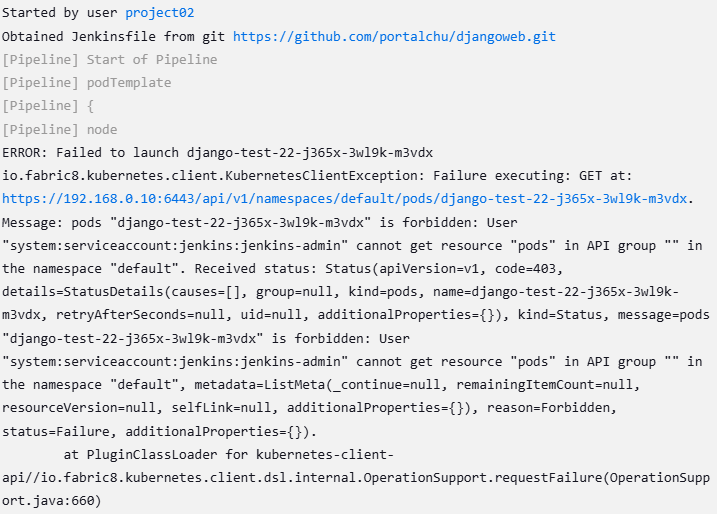 Started by user project02
Obtained Jenkinsfile from git https://github.com/portalchu/djangoweb.git
[Pipeline] Start of Pipeline
[Pipeline] podTemplate
[Pipeline] {
[Pipeline] node
ERROR: Failed to launch django-test-22-j365x-3wl9k-m3vdx
io.fabric8.kubernetes.client.KubernetesClientException: Failure executing: GET at:
https://192.168.0.10:6443/api/v1/namespaces/default/pods/django-test-22-j365x-3wl9k-m3vdx.
Message: pods "django-test-22-j365x-3wl9k-m3vdx" is forbidden: User
"system:serviceaccount:jenkins:jenkins-admin" cannot get resource "pods" in API group "" in
the namespace "default". Received status: Status(apiVersion=v1, code=403,
details=StatusDetails(causes=[], group=null, kind=pods, name=django-test-22-j365x-3wl9k-
m3vdx, retryAfterSeconds=null, uid=null, additionalProperties={}), kind=Status, message=pods
"django-test-22-j365x-3wl9k-m3vdx" is forbidden: User
"system:serviceaccount:jenkins:jenkins-admin" cannot get resource "pods" in API group "" in
the namespace "default", metadata=ListMeta(_continue=null, remainingItemCount=null,
resourceVersion=null, selfLink=null, additionalProperties={}), reason=Forbidden,
status=Failure, additionalProperties={}).
at PluginClassLoader for kubernetes-client-
api//io.fabric8.kubernetes.client.dsl.internal.OperationSupport.requestFailure(OperationSupp
ort.java:660)